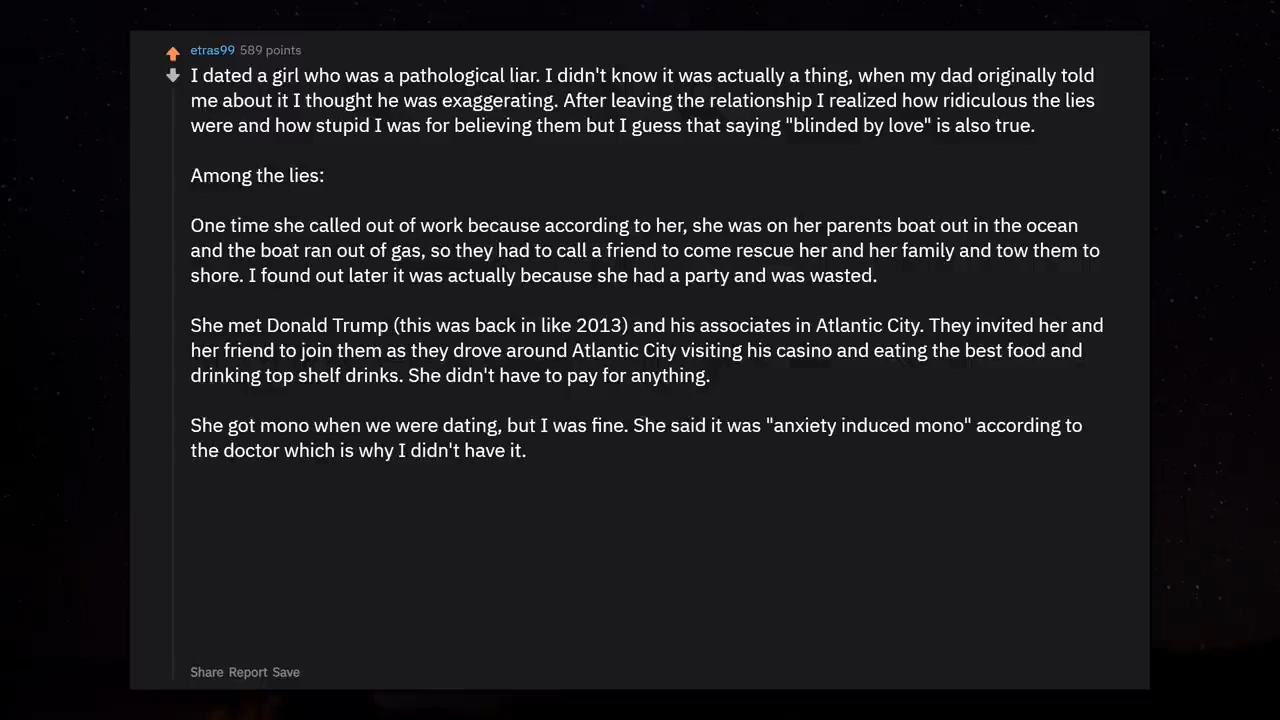 etras99 589 points
I dated a girl who was a pathological liar. I didn't know it was actually a thing, when my dad originally told
me about it I thought he was exaggerating. After leaving the relationship I realized how ridiculous the lies
were and how stupid I was for believing them but I guess that saying "blinded by love" is also true.
Among the lies:
One time she called out of work because according to her, she was on her parents boat out in the ocean
and the boat ran out of gas, so they had to call a friend to come rescue her and her family and tow them to
shore. I found out later it was actually because she had a party and was wasted.
She met Donald Trump (this was back in like 2013) and his associates in Atlantic City. They invited her and
her friend to join them as they drove around Atlantic City visiting his casino and eating the best food and
drinking top shelf drinks. She didn't have to pay for anything.
She got mono when we were dating, but I was fine. She said it was "anxiety induced mono" according to
the doctor which is why I didn't have it.
Share Report Save